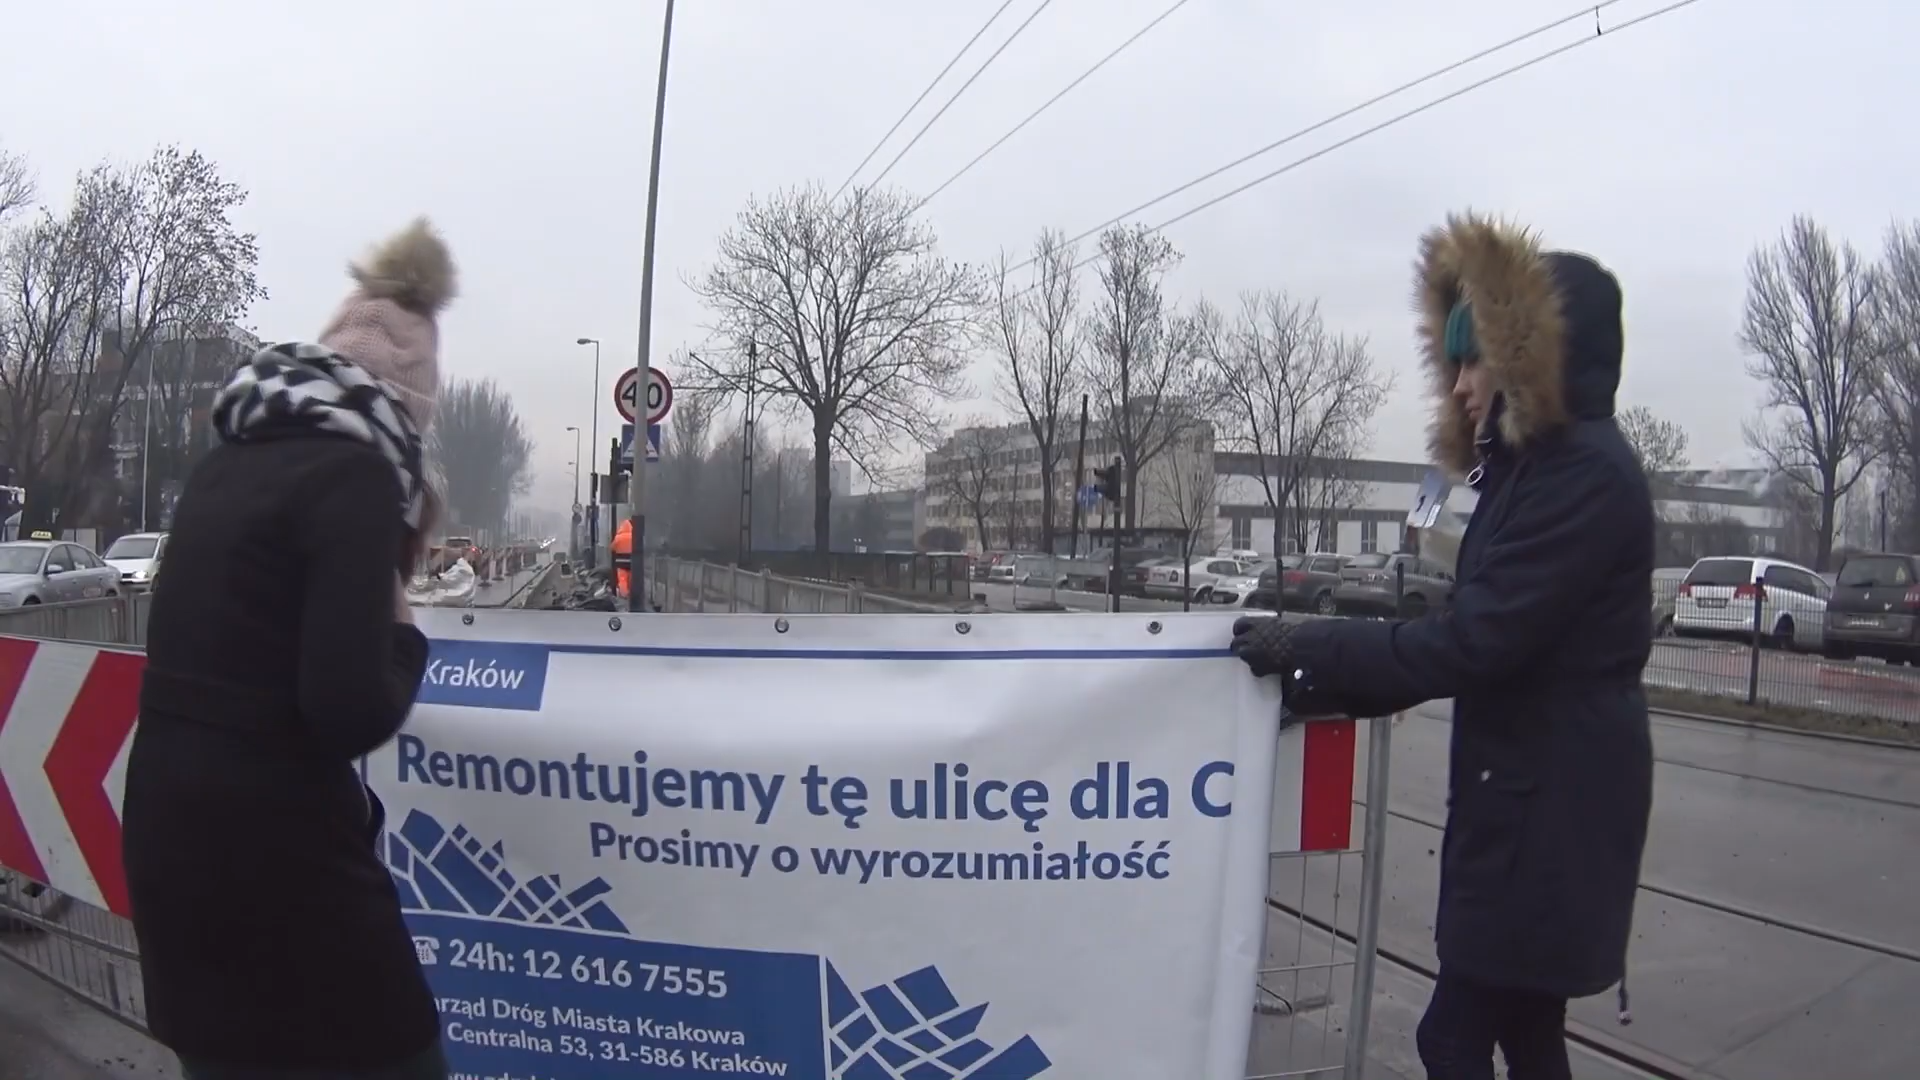 40
Kraków
Remontujemy tę ulicę dla C
Prosimy o wyrozumiałość
24h: 12 616 7555
Dróg Miasta Krakowa
Centralna 53, 31-586 Kraków